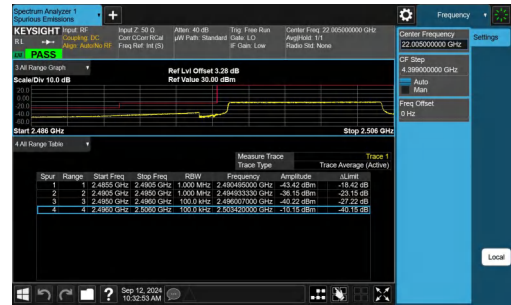 Spectrum Analyzer 1
Spurious Emissions
Frequency
KEYSIGHT Input: RF Input Z: 50 Ω Atten: 40 dB Trig: Free Run Center Freq: 22.005000000 GHz
Coupling: DC Corr CCorr RCal µW Path: Standard Gate: LO Avg|Hold: 1/1
Align: Auto/No RF Freq Ref: Int (S) IF Gain: Low Radio Std: None
PASS
Center Frequency
22.005000000 GHz
Settings
CF Step
4.399000000 GHz
Auto
Man
Freq Offset
0 Hz
3 All Range Graph
Scale/Div 10.0 dB
Ref Lvl Offset 3.28 dB
Ref Value 30.00 dBm
20.0
0.00
-20.0
-40.0
-60.0
Start 2.486 GHz Stop 2.506 GHz
4 All Range Table
Measure Trace Trace 1
Trace Type Trace Average (Active)
Spur Range Start Freq Stop Freq RBW Frequency Amplitude ΔLimit
1 1 2.4855 GHz 2.4905 GHz 1.000 MHz 2.490495000 GHz -43.42 dBm -18.42 dB
2 2 2.4905 GHz 2.4950 GHz 1.000 MHz 2.494933330 GHz -36.15 dBm -23.15 dB
3 3 2.4950 GHz 2.4960 GHz 100.0 kHz 2.496007000 GHz -40.22 dBm -27.22 dB
4 4 2.4960 GHz 2.5060 GHz 100.0 kHz 2.503420000 GHz -10.15 dBm -40.15 dB
Local
Sep 12, 2024
10:32:53 AM